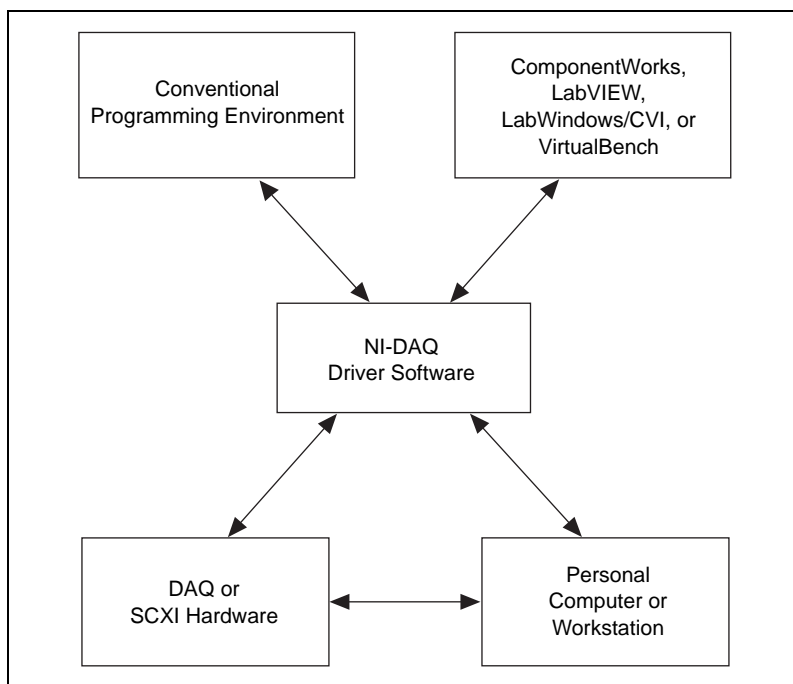 Conventional
Programming Environment
ComponentWorks,
LabVIEW,
LabWindows/CVI, or
VirtualBench
NI-DAQ
Driver Software
DAQ or
SCXI Hardware
Personal
Computer or
Workstation